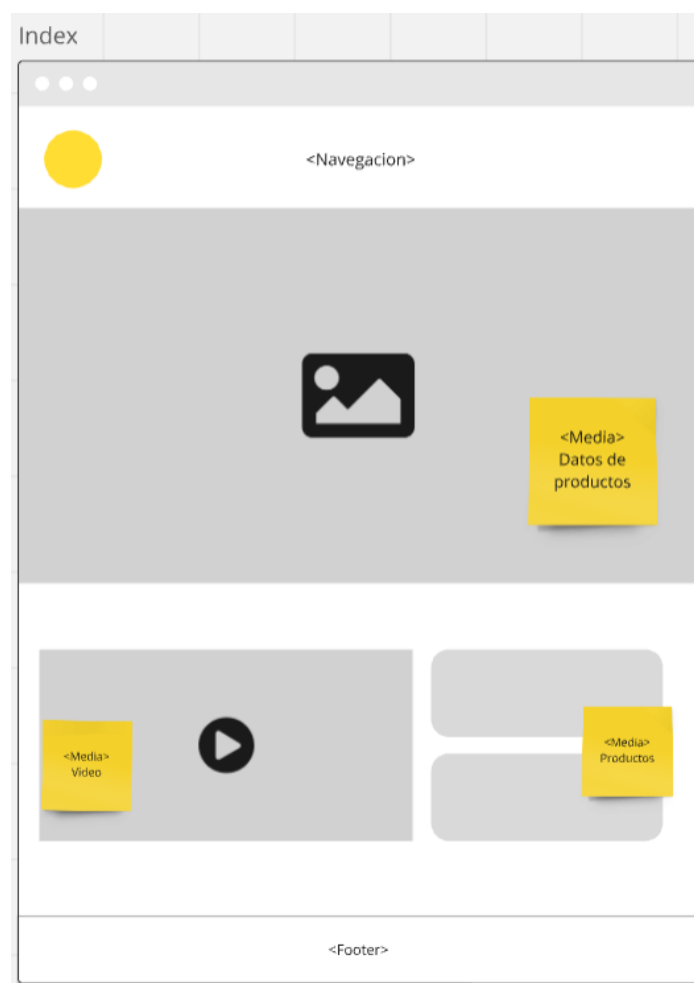 Index
<Navegacion>
<Media>
Datos de
productos
<Media>
Video
<Media>
Productos
<Footer>